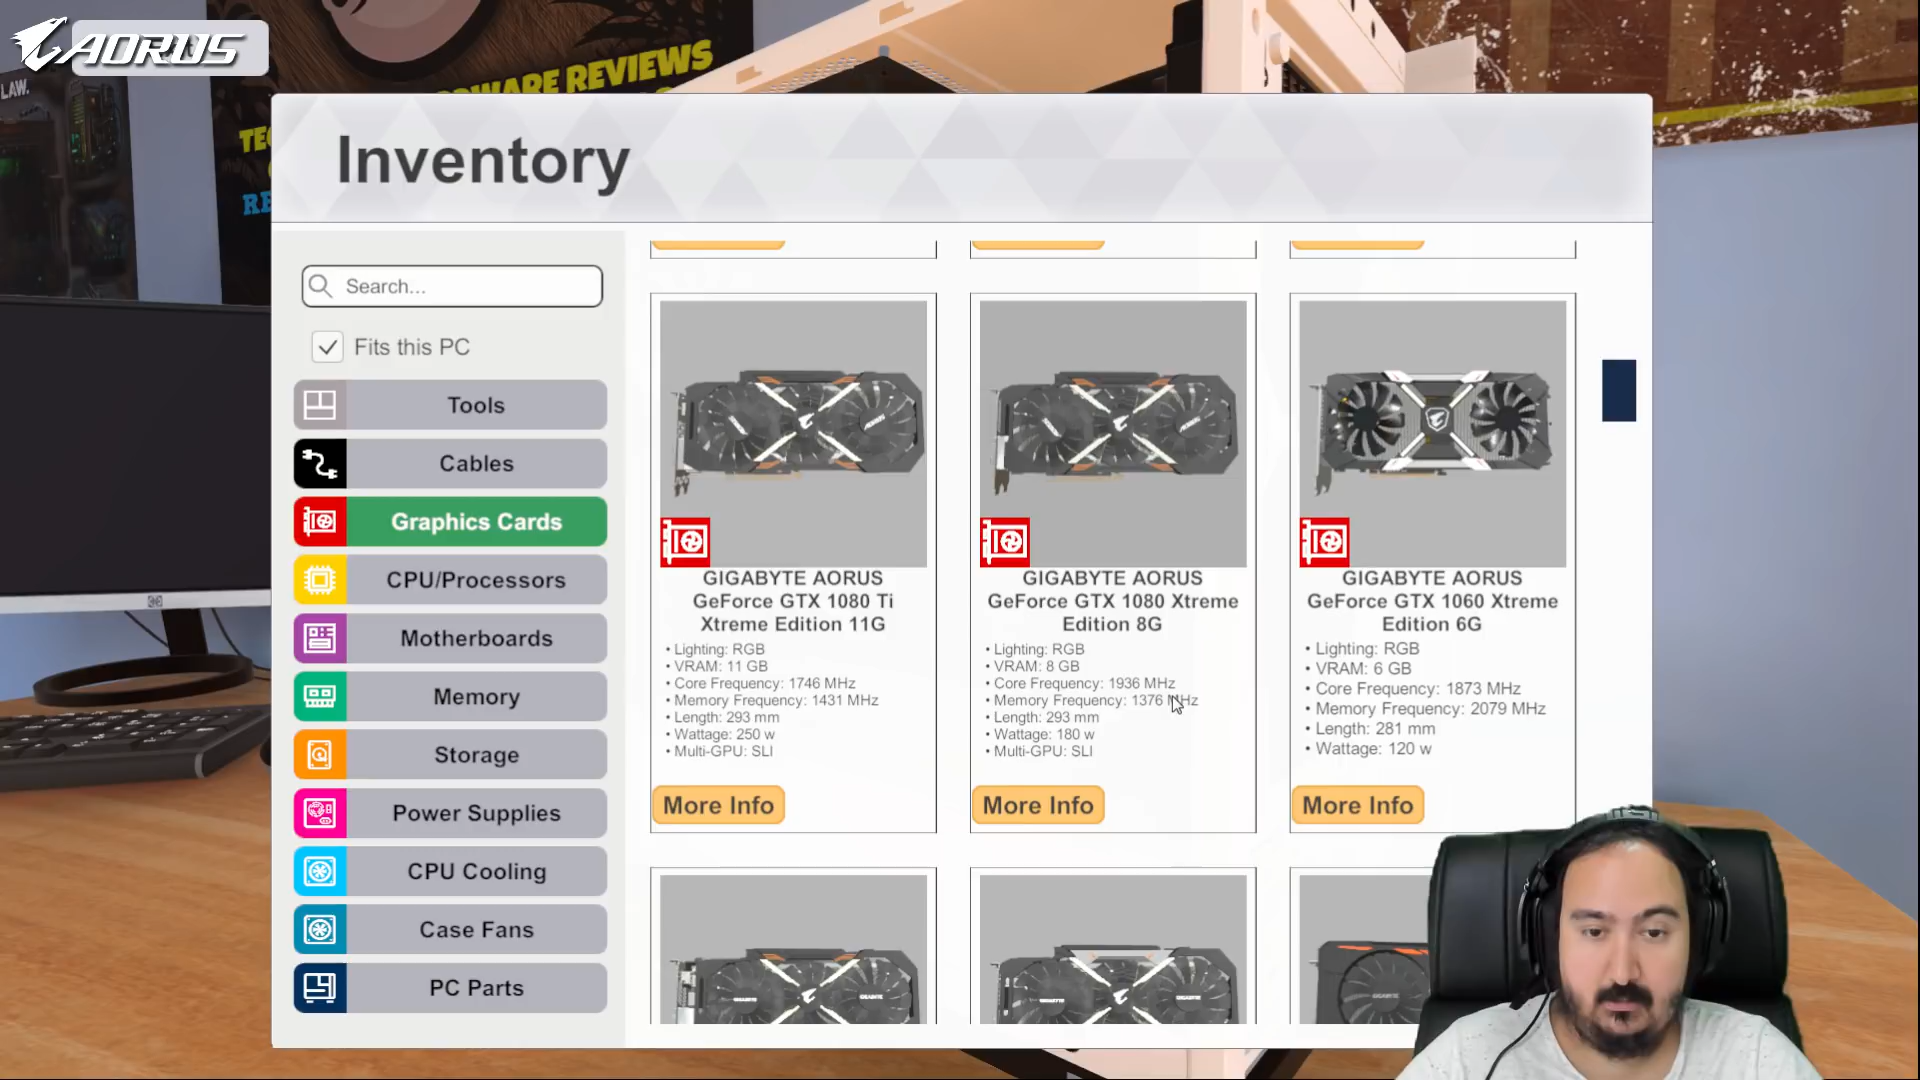 AORUS
LAW.
HARDWARE REVIEWS
TEC
RE
Inventory
Search...
Fits this PC
Tools
Cables
Graphics Cards
CPU/Processors
Motherboards
Memory
Storage
Power Supplies
CPU Cooling
Case Fans
PC Parts
GIGABYTE AORUS
GeForce GTX 1080 Ti
Xtreme Edition 11G
• Lighting: RGB
• VRAM: 11 GB
• Core Frequency: 1746 MHz
• Memory Frequency: 1431 MHz
• Length: 293 mm
• Wattage: 250 w
• Multi-GPU: SLI
More Info
GIGABYTE AORUS
GeForce GTX 1080 Xtreme
Edition 8G
• Lighting: RGB
• VRAM: 8 GB
• Core Frequency: 1936 MHz
• Memory Frequency: 1376 MHz
• Length: 293 mm
• Wattage: 180 w
• Multi-GPU: SLI
More Info
GIGABYTE AORUS
GeForce GTX 1060 Xtreme
Edition 6G
• Lighting: RGB
• VRAM: 6 GB
• Core Frequency: 1873 MHz
• Memory Frequency: 2079 MHz
• Length: 281 mm
• Wattage: 120 w
More Info